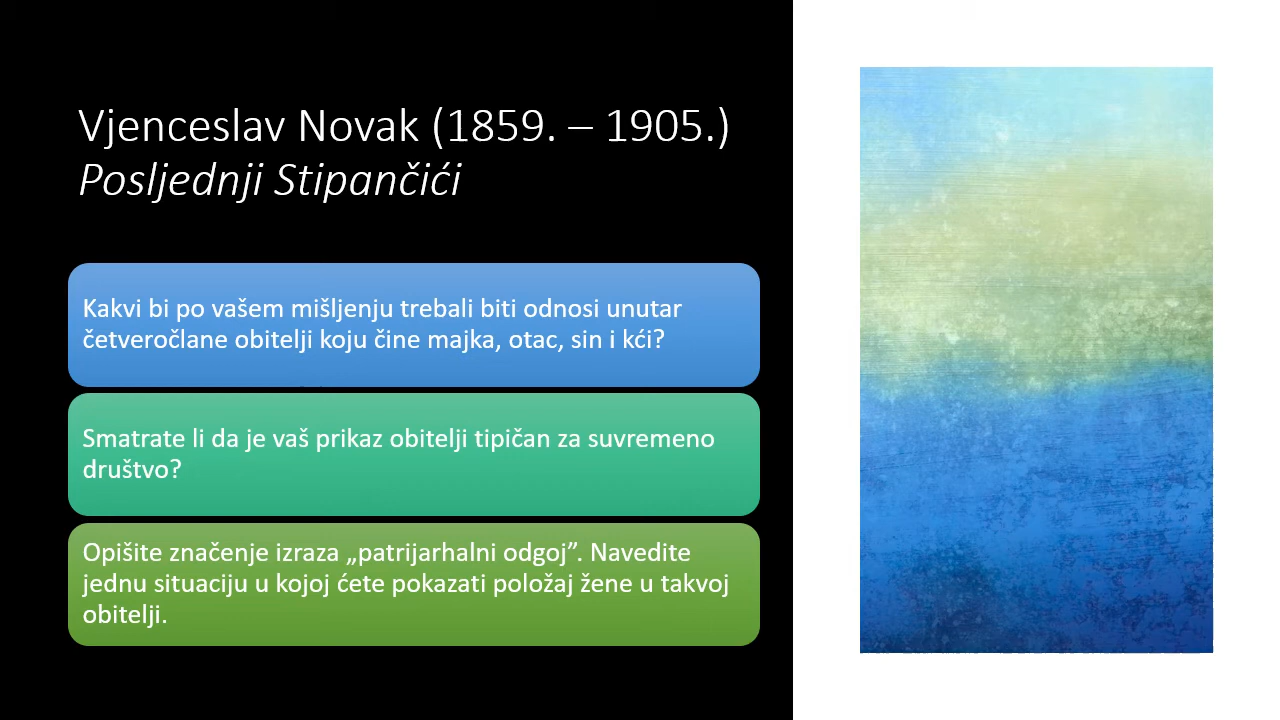 Vjenceslav Novak (1859. – 1905.)
Posljednji Stipančići
Kakvi bi po vašem mišljenju trebali biti odnosi unutar
četveročlane obitelji koju čine majka, otac, sin i kći?
Smatrate li da je vaš prikaz obitelji tipičan za suvremeno
društvo?
Opišite značenje izraza „patrijarhalni odgoj”. Navedite
jednu situaciju u kojoj ćete pokazati položaj žene u takvoj
obitelji.